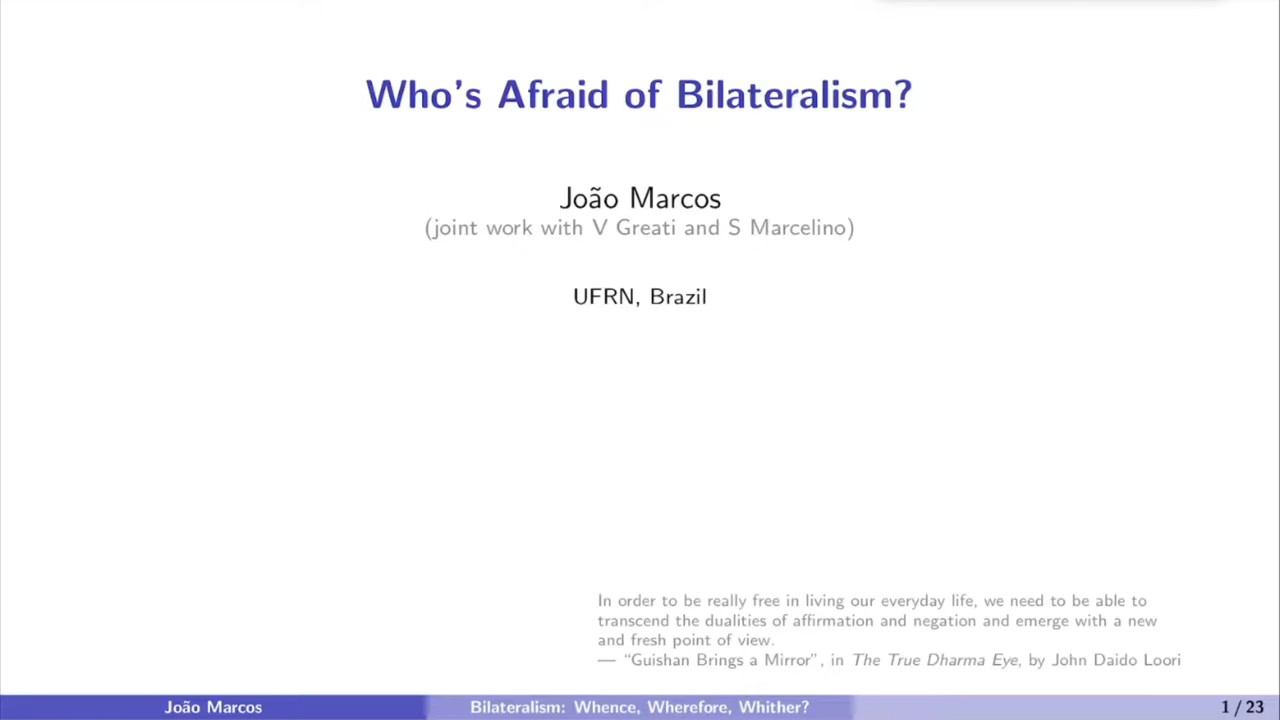 Who's Afraid of Bilateralism?
João Marcos
(joint work with V Greati and S Marcelino)
UFRN, Brazil
In order to be really free in living our everyday life, we need to be able to
transcend the dualities of affirmation and negation and emerge with a new
and fresh point of view.
— “Guishan Brings a Mirror”, in The True Dharma Eye, by John Daido Loori
João Marcos
Bilateralism: Whence, Wherefore, Whither?
1 / 23